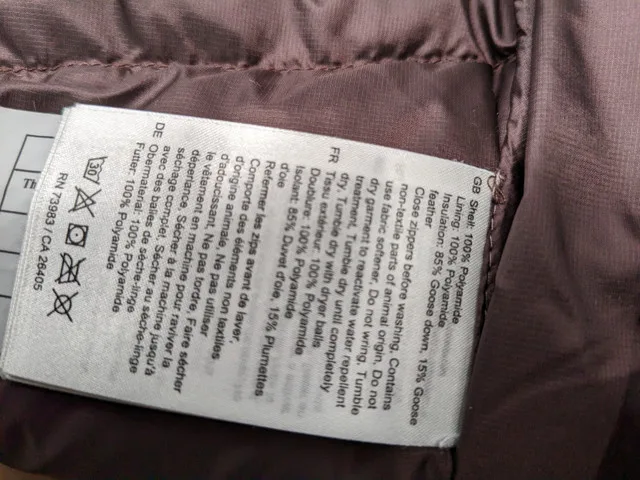 GB Shell: 100% Polyamide
Lining: 100% Polyamide
Insulation: 85% Goose down, 15% Goose
feather
Close zippers before washing, Contains
non-textile parts of animal origin, Do not
use fabric softener, Do not wring, Tumble
dry garment to reactivate water repellent
treatment, Tumble dry until completely
dry, Tumble dry with dryer balls
FR Tissu extérieur: 100% Polyamide
Doublure: 100% Polyamide
Isolant: 85% Duvet d'oie, 15% Plumettes
d'oie
Refermer les zips avant de laver,
Comporte des éléments non textiles
d'origine animale, Ne pas utiliser
d'adoucissant, Ne pas tordre, Faire sécher
le vêtement en machine pour raviver la
déperlance, Sécher à la machine jusqu'à
séchage complet, Sécher au sèche-linge
avec des balles de sèche-linge
DE Obermaterial: 100% Polyamide
Futter: 100% Polyamide
30
RN 73983 / CA 26405